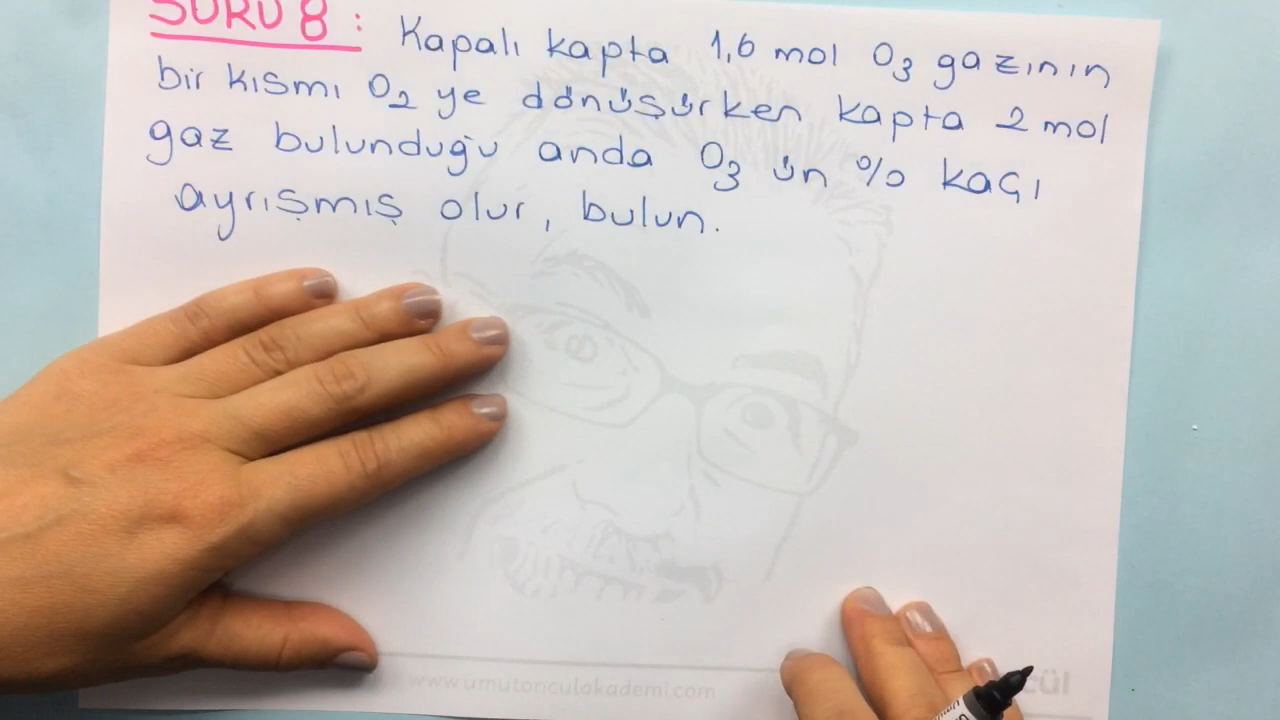 SORU 8 :
Kapalı kapta 1,6 mol O₃ gazının
bir kısmı O₂ ye dönüşürken kapta 2 mol
gaz bulunduğu anda O₃ ün % kaçı
ayrışmış olur, bulun.
www.umutonculakademi.com